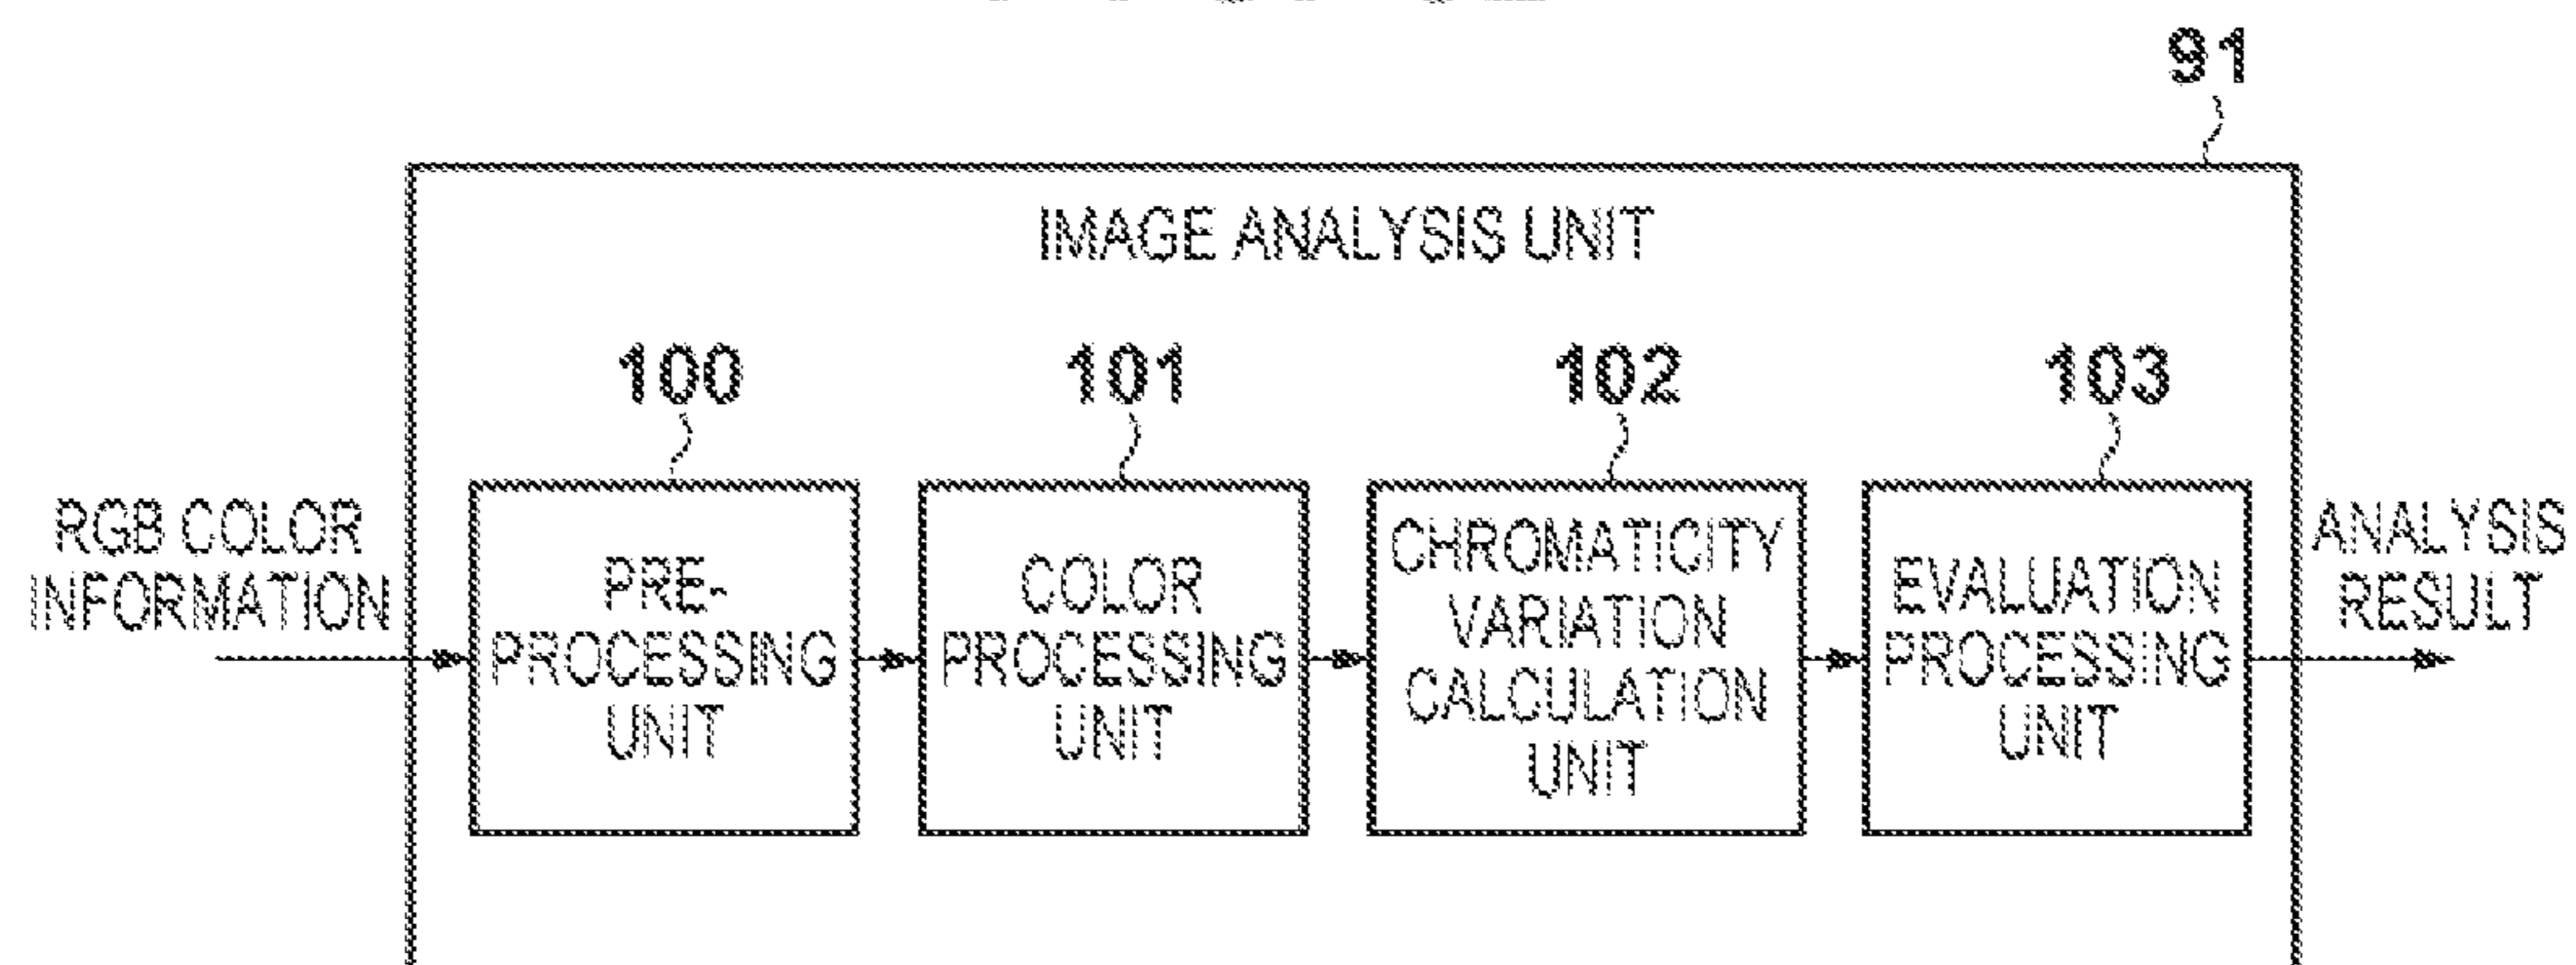 91
IMAGE ANALYSIS UNIT
100
101
102
103
RGB COLOR
INFORMATION
PRE-
PROCESSING
UNIT
COLOR
PROCESSING
UNIT
CHROMATICITY
VARIATION
CALCULATION
UNIT
EVALUATION
PROCESSING
UNIT
ANALYSIS
RESULT